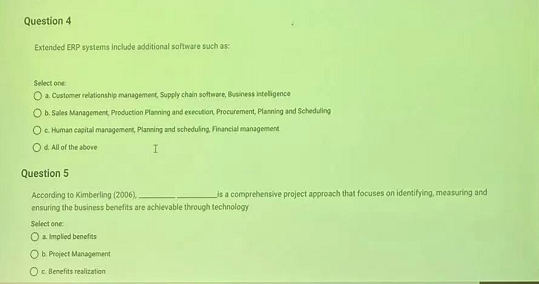 Question 4
Extended ERP systems include additional software such as:
Select one:
a. Customer relationship management, Supply chain software, Business Intelligence
b. Sales Management, Production Planning and execution, Procurement, Planning and Scheduling
c. Human capital management, Planning and scheduling, Financial management
d. All of the above
Question 5
According to Kimberling (2006), ________ ________is a comprehensive project approach that focuses on identifying, measuring and
ensuring the business benefits are achievable through technology
Select one:
a. Implied benefits
b. Project Management
c. Benefits realization